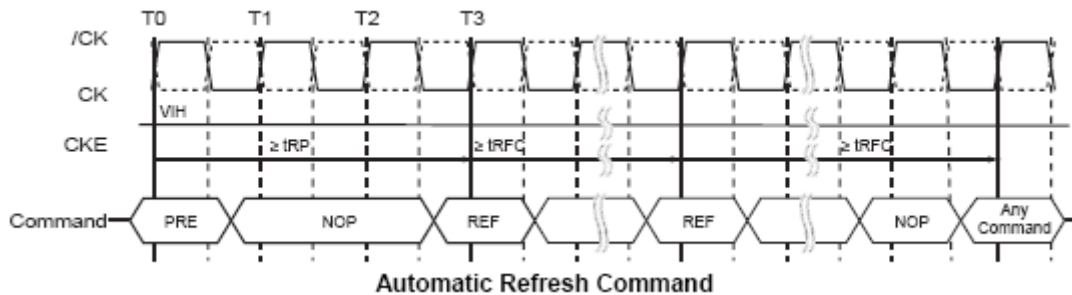 T0 T1 T2 T3
/CK
CK
VIH
CKE
≥ tRP ≥ tRFC ≥ tRFC
Command PRE NOP REF REF NOP Any
Command
Automatic Refresh Command